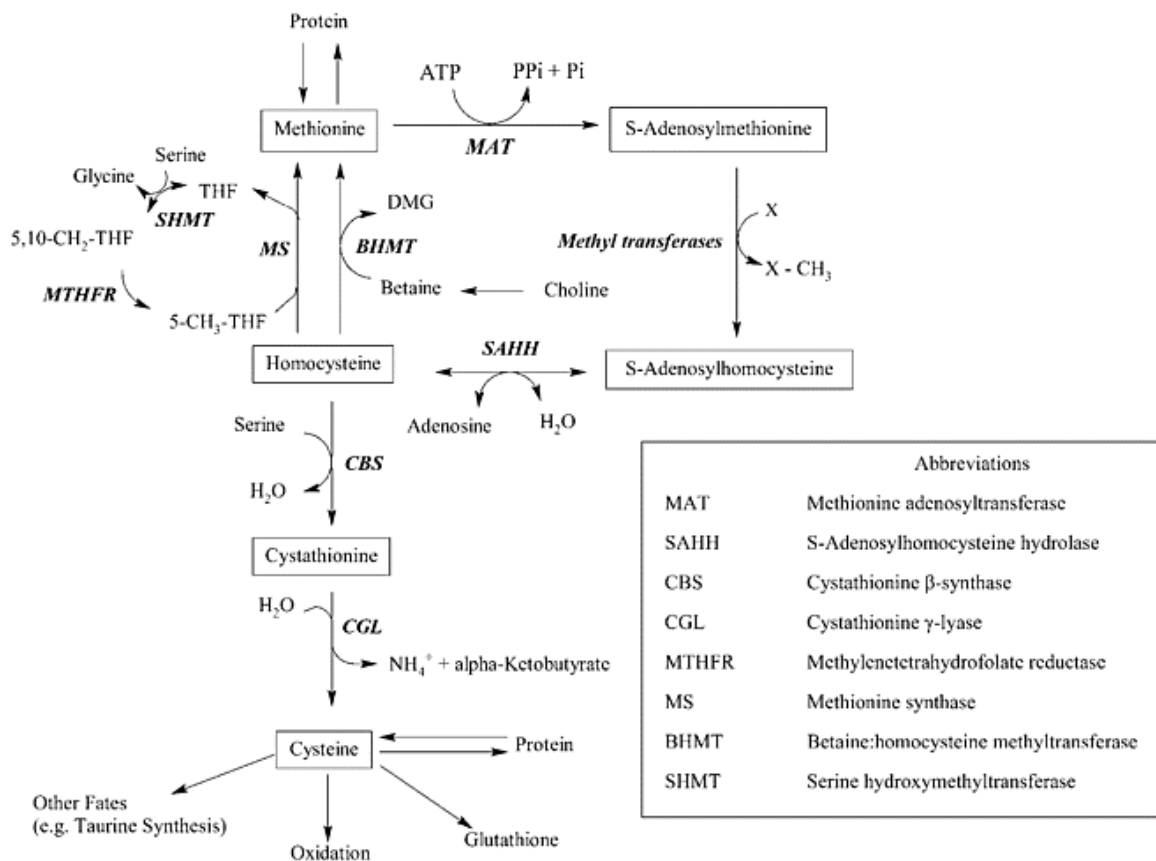 Protein
ATP
PPi + Pi
Methionine
MAT
S-Adenosylmethionine
Serine
Glycine
THF
SHMT
DMG
X
5,10-CH₂-THF
MS
BHMT
Methyl transferases
X - CH₃
MTHFR
Betaine
Choline
5-CH₃-THF
Homocysteine
SAHH
S-Adenosylhomocysteine
Adenosine
H₂O
Serine
CBS
H₂O
Cystathionine
H₂O
CGL
NH₄⁺ + alpha-Ketobutyrate
Cysteine
Protein
Other Fates
(e.g. Taurine Synthesis)
Oxidation
Glutathione
Abbreviations
MAT Methionine adenosyltransferase
SAHH S-Adenosylhomocysteine hydrolase
CBS Cystathionine β-synthase
CGL Cystathionine γ-lyase
MTHFR Methylenetetrahydrofolate reductase
MS Methionine synthase
BHMT Betaine:homocysteine methyltransferase
SHMT Serine hydroxymethyltransferase